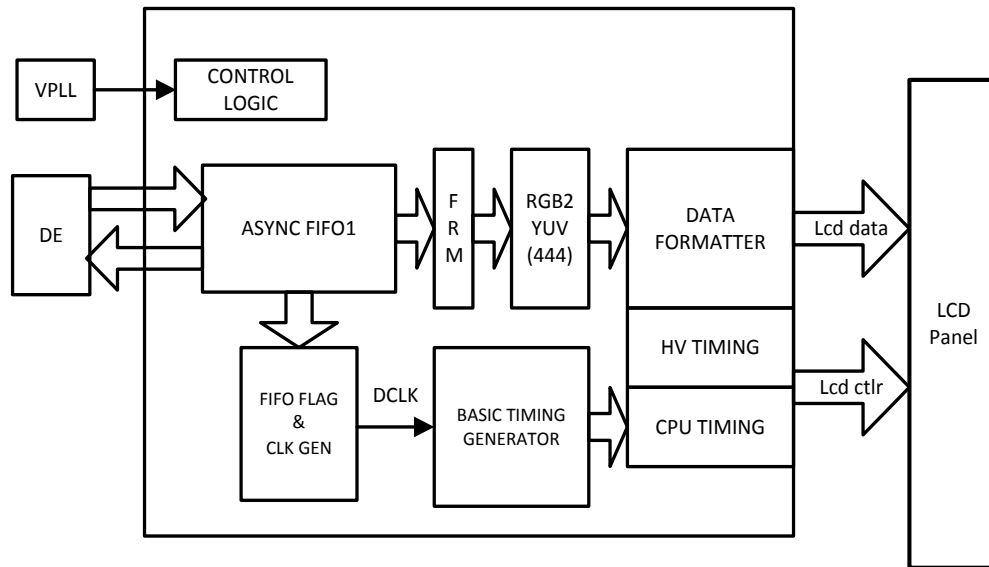 VPLL
CONTROL
LOGIC
DE
ASYNC FIFO1
F
R
M
RGB2
YUV
(444)
DATA
FORMATTER
Lcd data
LCD
Panel
HV TIMING
Lcd ctlr
CPU TIMING
FIFO FLAG
&
CLK GEN
DCLK
BASIC TIMING
GENERATOR